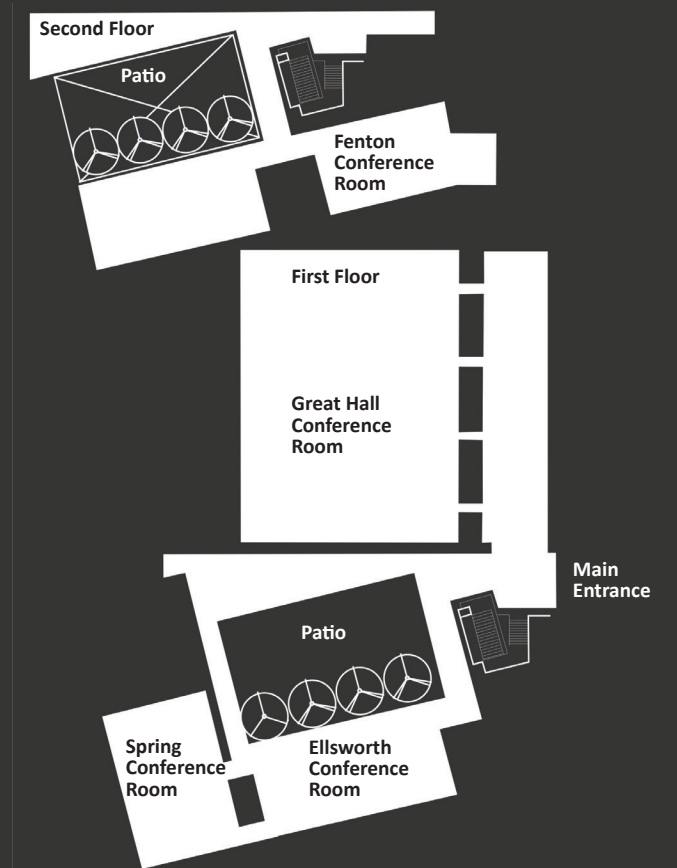 Second Floor
Patio
Fenton
Conference
Room
First Floor
Great Hall
Conference
Room
Main
Entrance
Patio
Spring
Conference
Room
Ellsworth
Conference
Room